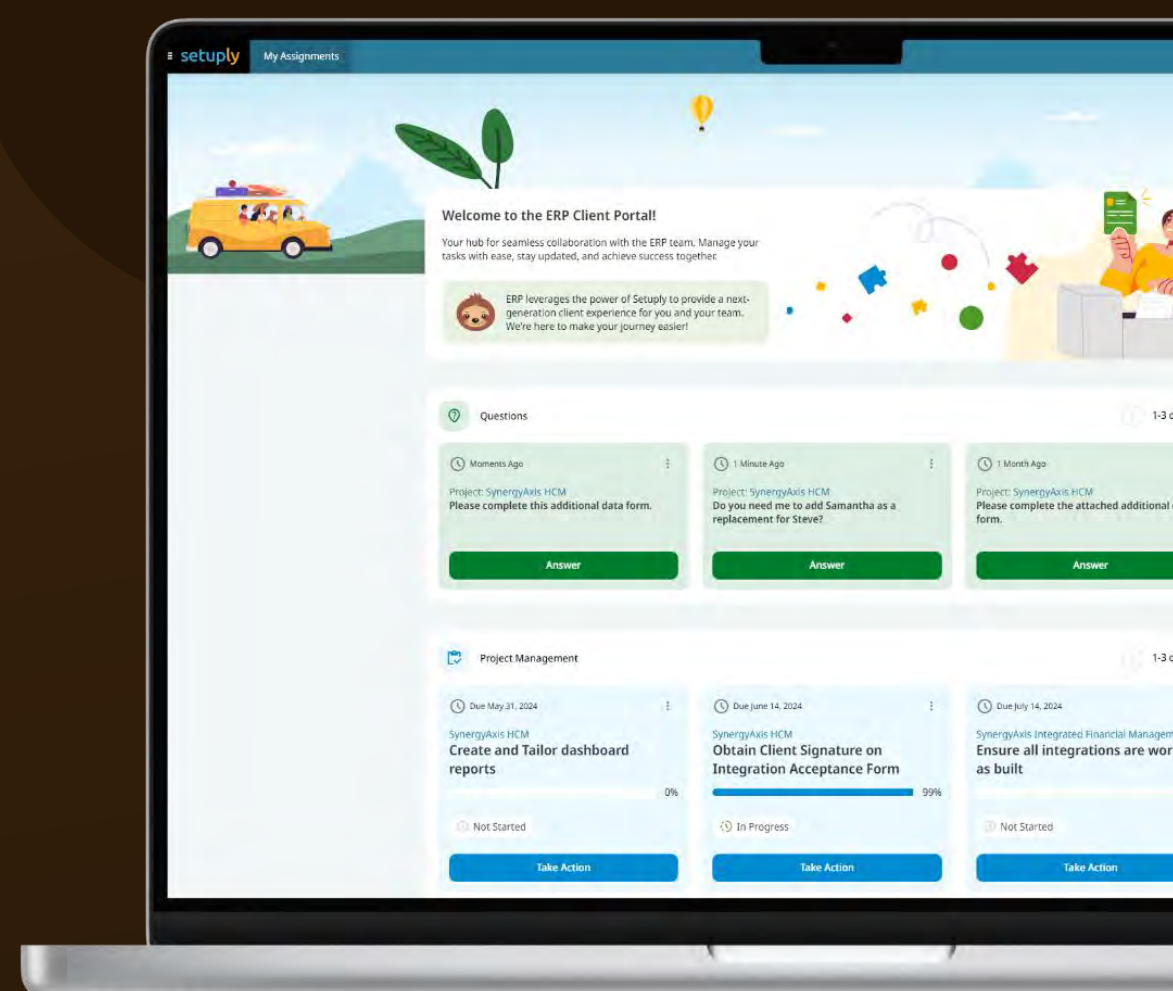 setuply
My Assignments
Welcome to the ERP Client Portal!
Your hub for seamless collaboration with the ERP team. Manage your
tasks with ease, stay updated, and achieve success together.
ERP leverages the power of Setuply to provide a next-
generation client experience for you and your team.
We're here to make your journey easier!
Questions
1-3
Moments Ago
Project: SynergyAxis HCM
Please complete this additional data form.
Answer
1 Minute Ago
Project: SynergyAxis HCM
Do you need me to add Samantha as a
replacement for Steve?
Answer
1 Month Ago
Project: SynergyAxis HCM
Please complete the attached additional
form.
Answer
Project Management
1-3
Due May 31, 2024
SynergyAxis HCM
Create and Tailor dashboard
reports
0%
Not Started
Take Action
Due June 14, 2024
SynergyAxis HCM
Obtain Client Signature on
Integration Acceptance Form
99%
In Progress
Take Action
Due July 14, 2024
SynergyAxis Integrated Financial
Ensure all integrations are
as built
Not Started
Take Action